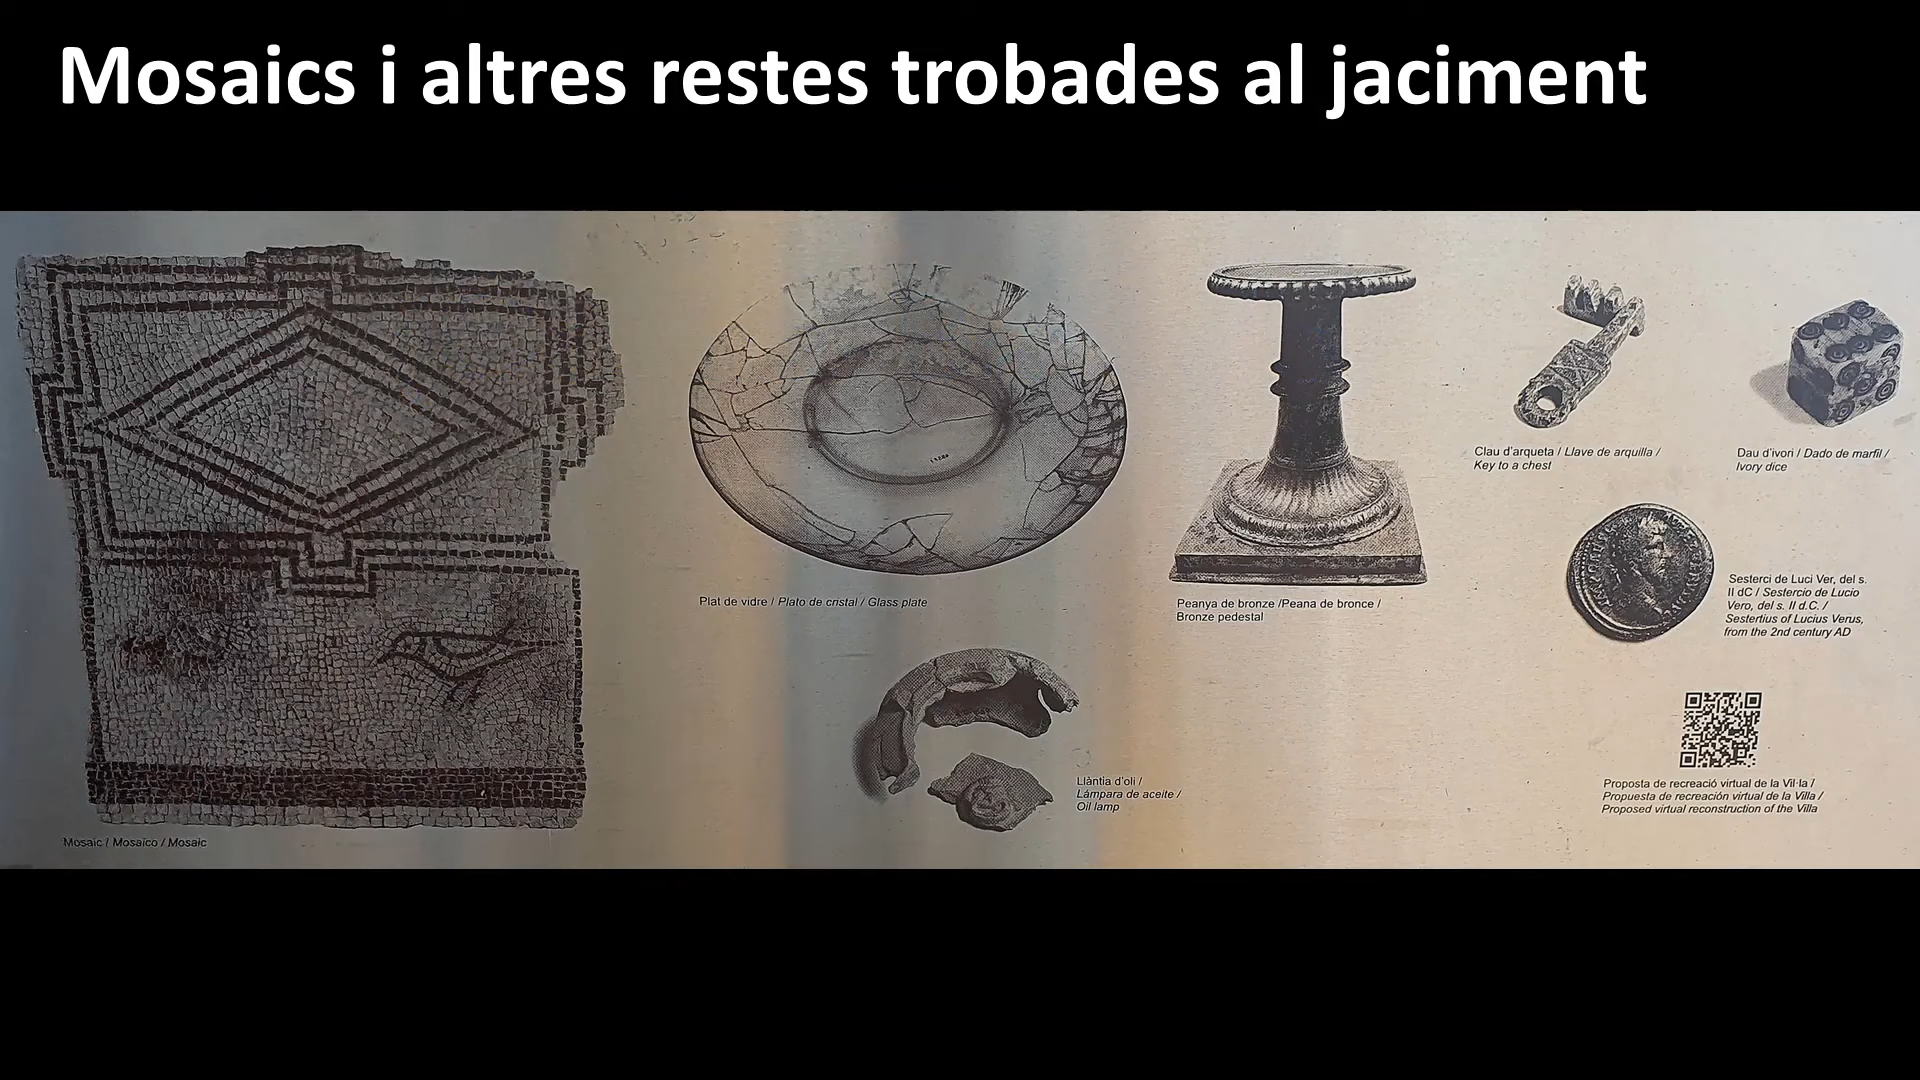 Mosaics i altres restes trobades al jaciment
Mosaic / Mosaico / Mosaic
Plat de vidre / Plato de cristal / Glass plate
Llàntia d'oli /
Lámpara de aceite /
Oil lamp
Peanya de bronze /Peana de bronce /
Bronze pedestal
Clau d'arqueta / Llave de arquilla /
Key to a chest
Dau d'ivori / Dado de marfil /
Ivory dice
Sesterci de Luci Ver, del s.
II dC / Sestercio de Lucio
Vero, del s. II d.C. /
Sestertius of Lucius Verus,
from the 2nd century AD
Proposta de recreació virtual de la Vil·la /
Propuesta de recreación virtual de la Villa /
Proposed virtual reconstruction of the Villa